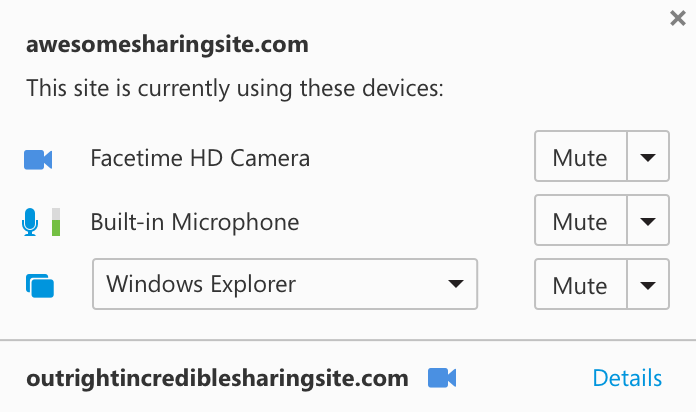 awesomesharingsite.com
This site is currently using these devices:
Facetime HD Camera Mute
Built-in Microphone Mute
Windows Explorer Mute
outrightincrediblesharingsite.com Details